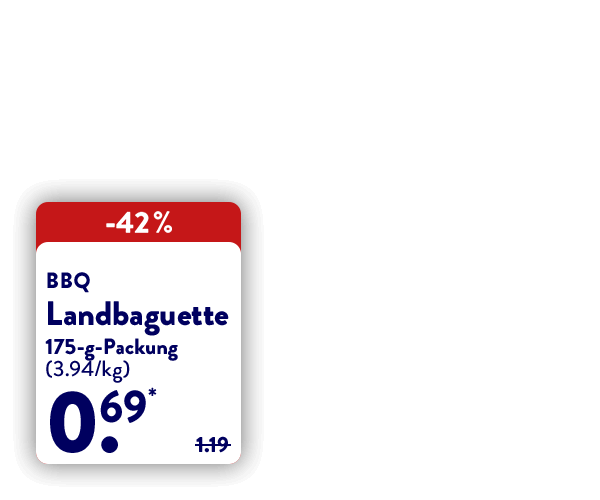 -42%
BBQ
Landbaguette
175-g-Packung
(3.94/kg)
0.69*
1.19